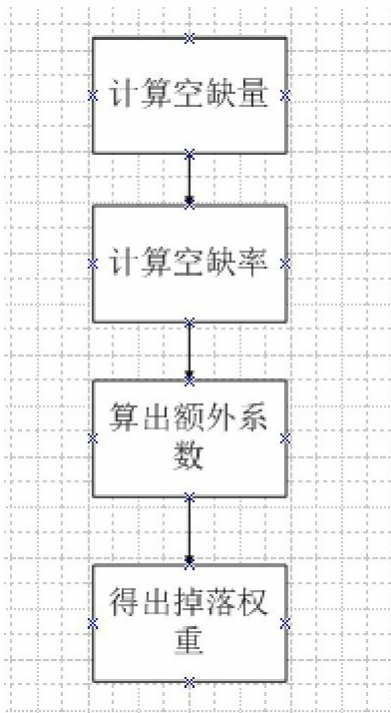 计算空缺量
计算空缺率
算出额外系
数
得出掉落权
重